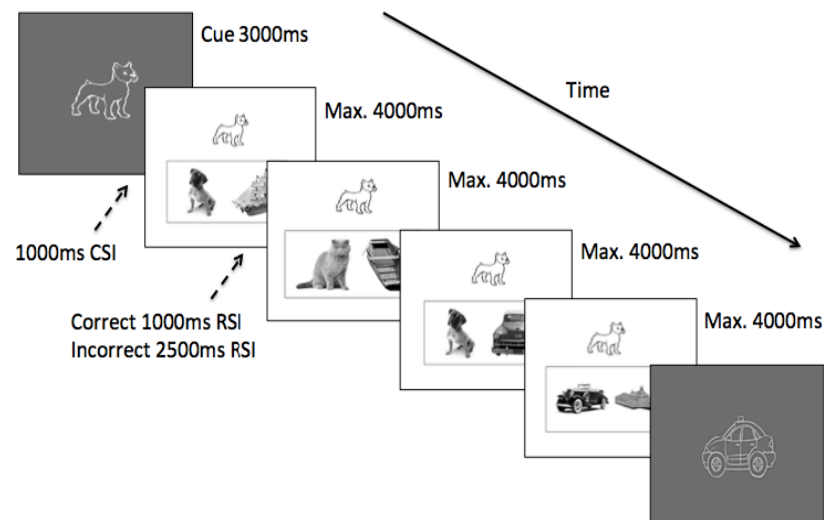 Cue 3000ms
Time
Max. 4000ms
Max. 4000ms
1000ms CSI
Max. 4000ms
Correct 1000ms RSI
Incorrect 2500ms RSI
Max. 4000ms